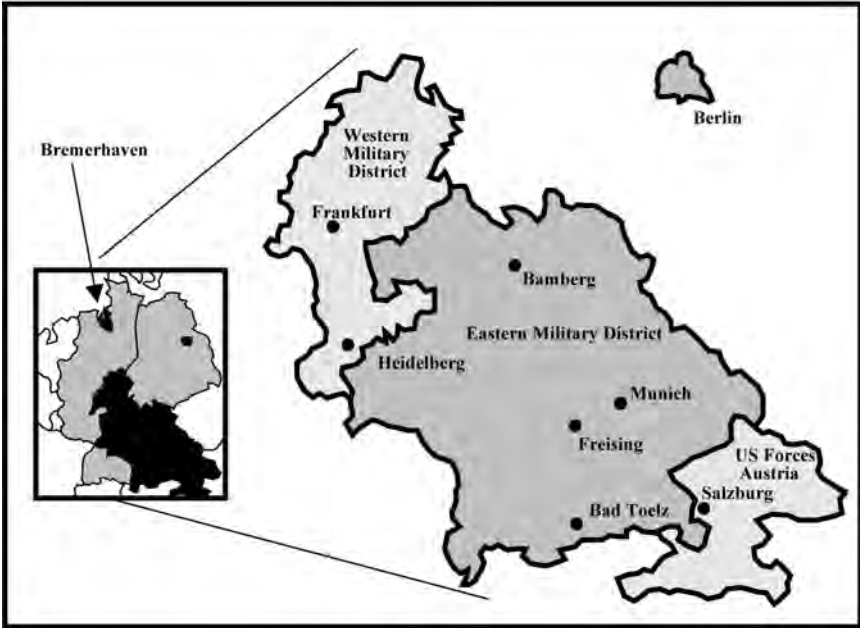 Berlin
Western
Military
District
Bremerhaven
Frankfurt
Bamberg
Eastern Military District
Heidelberg
Munich
Freising
US Forces
Austria
Salzburg
Bad Toelz